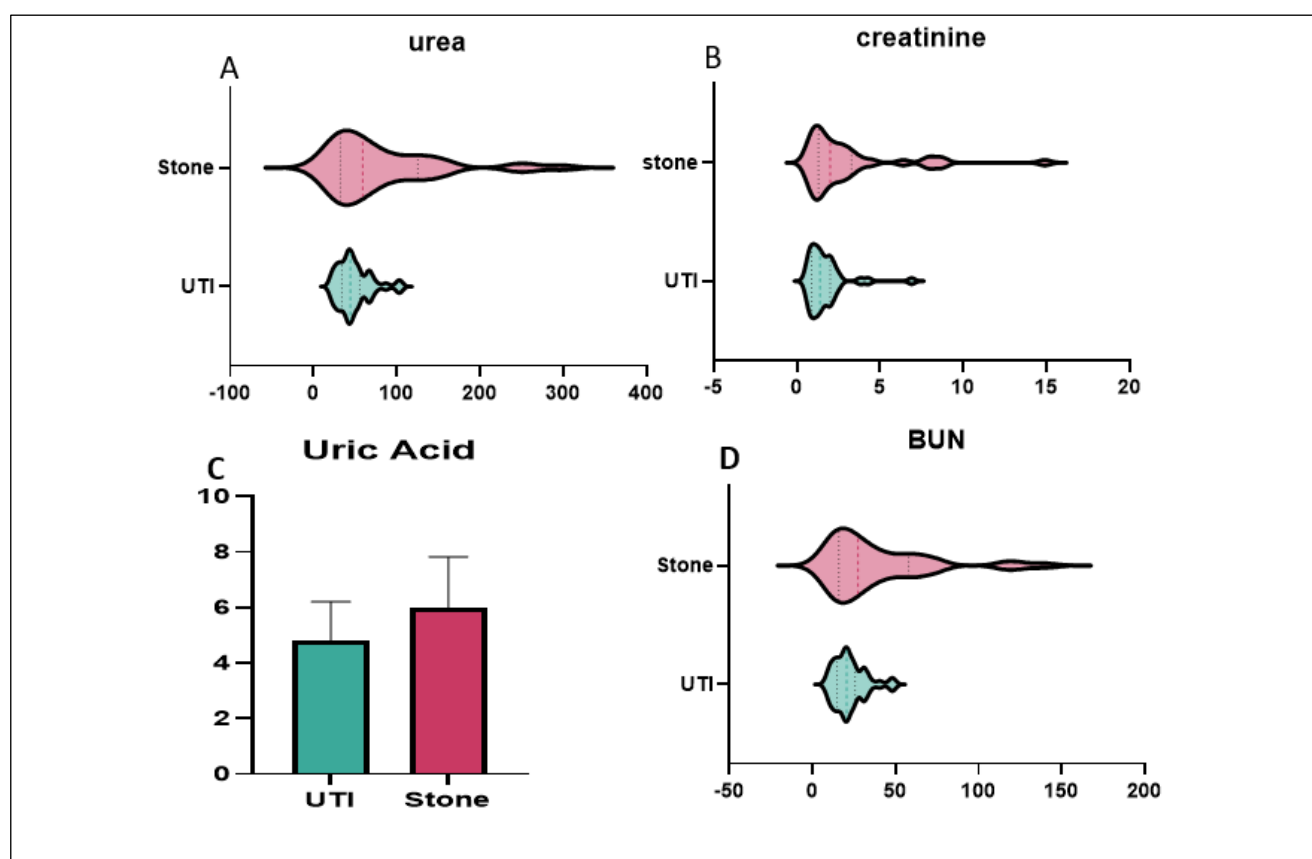 urea
A
Stone
UTI
-100 0 100 200 300 400
creatinine
B
stone
UTI
-5 0 5 10 15 20
Uric Acid
C
10
8
6
4
2
0
UTI Stone
BUN
D
Stone
UTI
-50 0 50 100 150 200